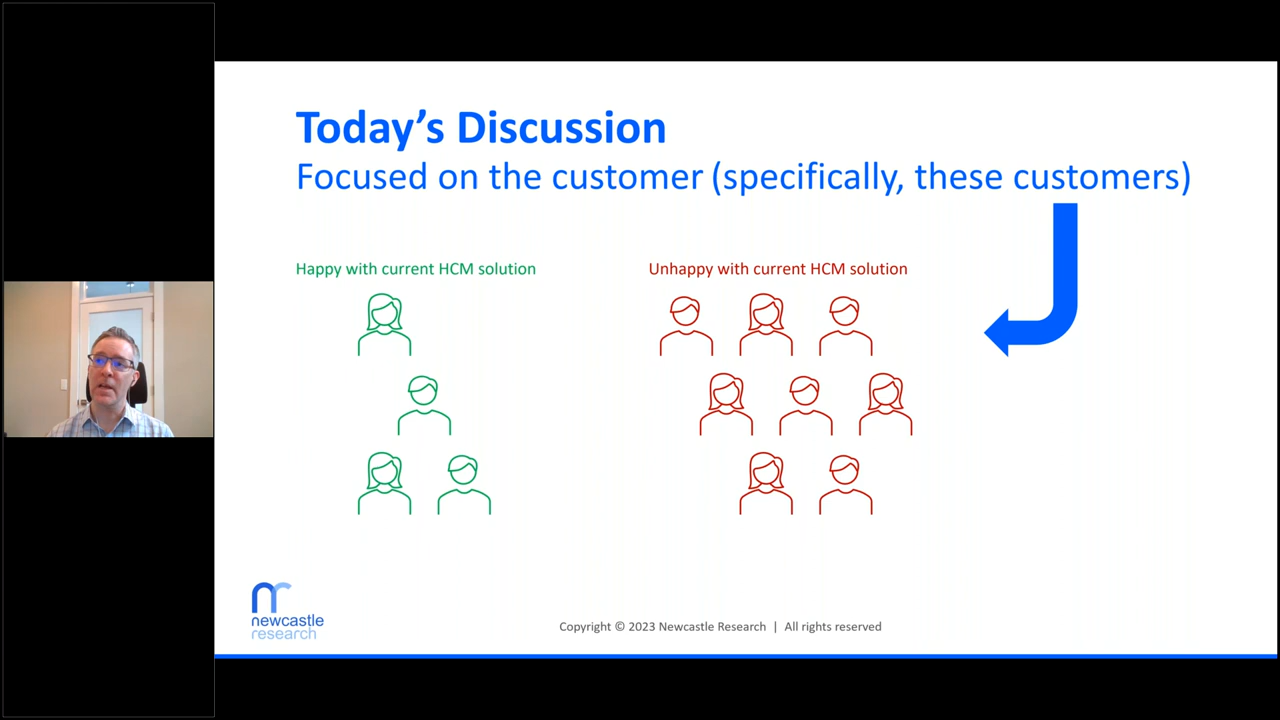 Today's Discussion
Focused on the customer (specifically, these customers)
Happy with current HCM solution
Unhappy with current HCM solution
newcastle
research
Copyright © 2023 Newcastle Research | All rights reserved